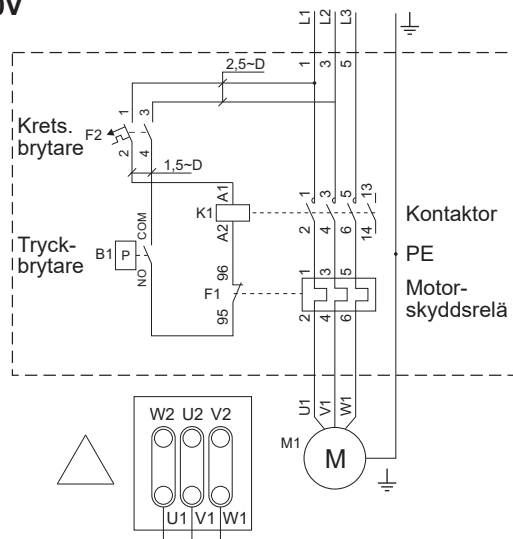 0V
L1 L2 L3
1 3 5
2,5~D
1 3
Krets.
brytare
F2
2 4
1,5~D
A1
K1
A2
1 3 5 13
2 4 6 14
Kontaktor
COM
Tryck-
brytare
B1
P
NO
PE
96
F1
95
1 3 5
2 4 6
Motor-
skyddsrelä
U1 V1 W1
M1
M
W2 U2 V2
U1 V1 W1